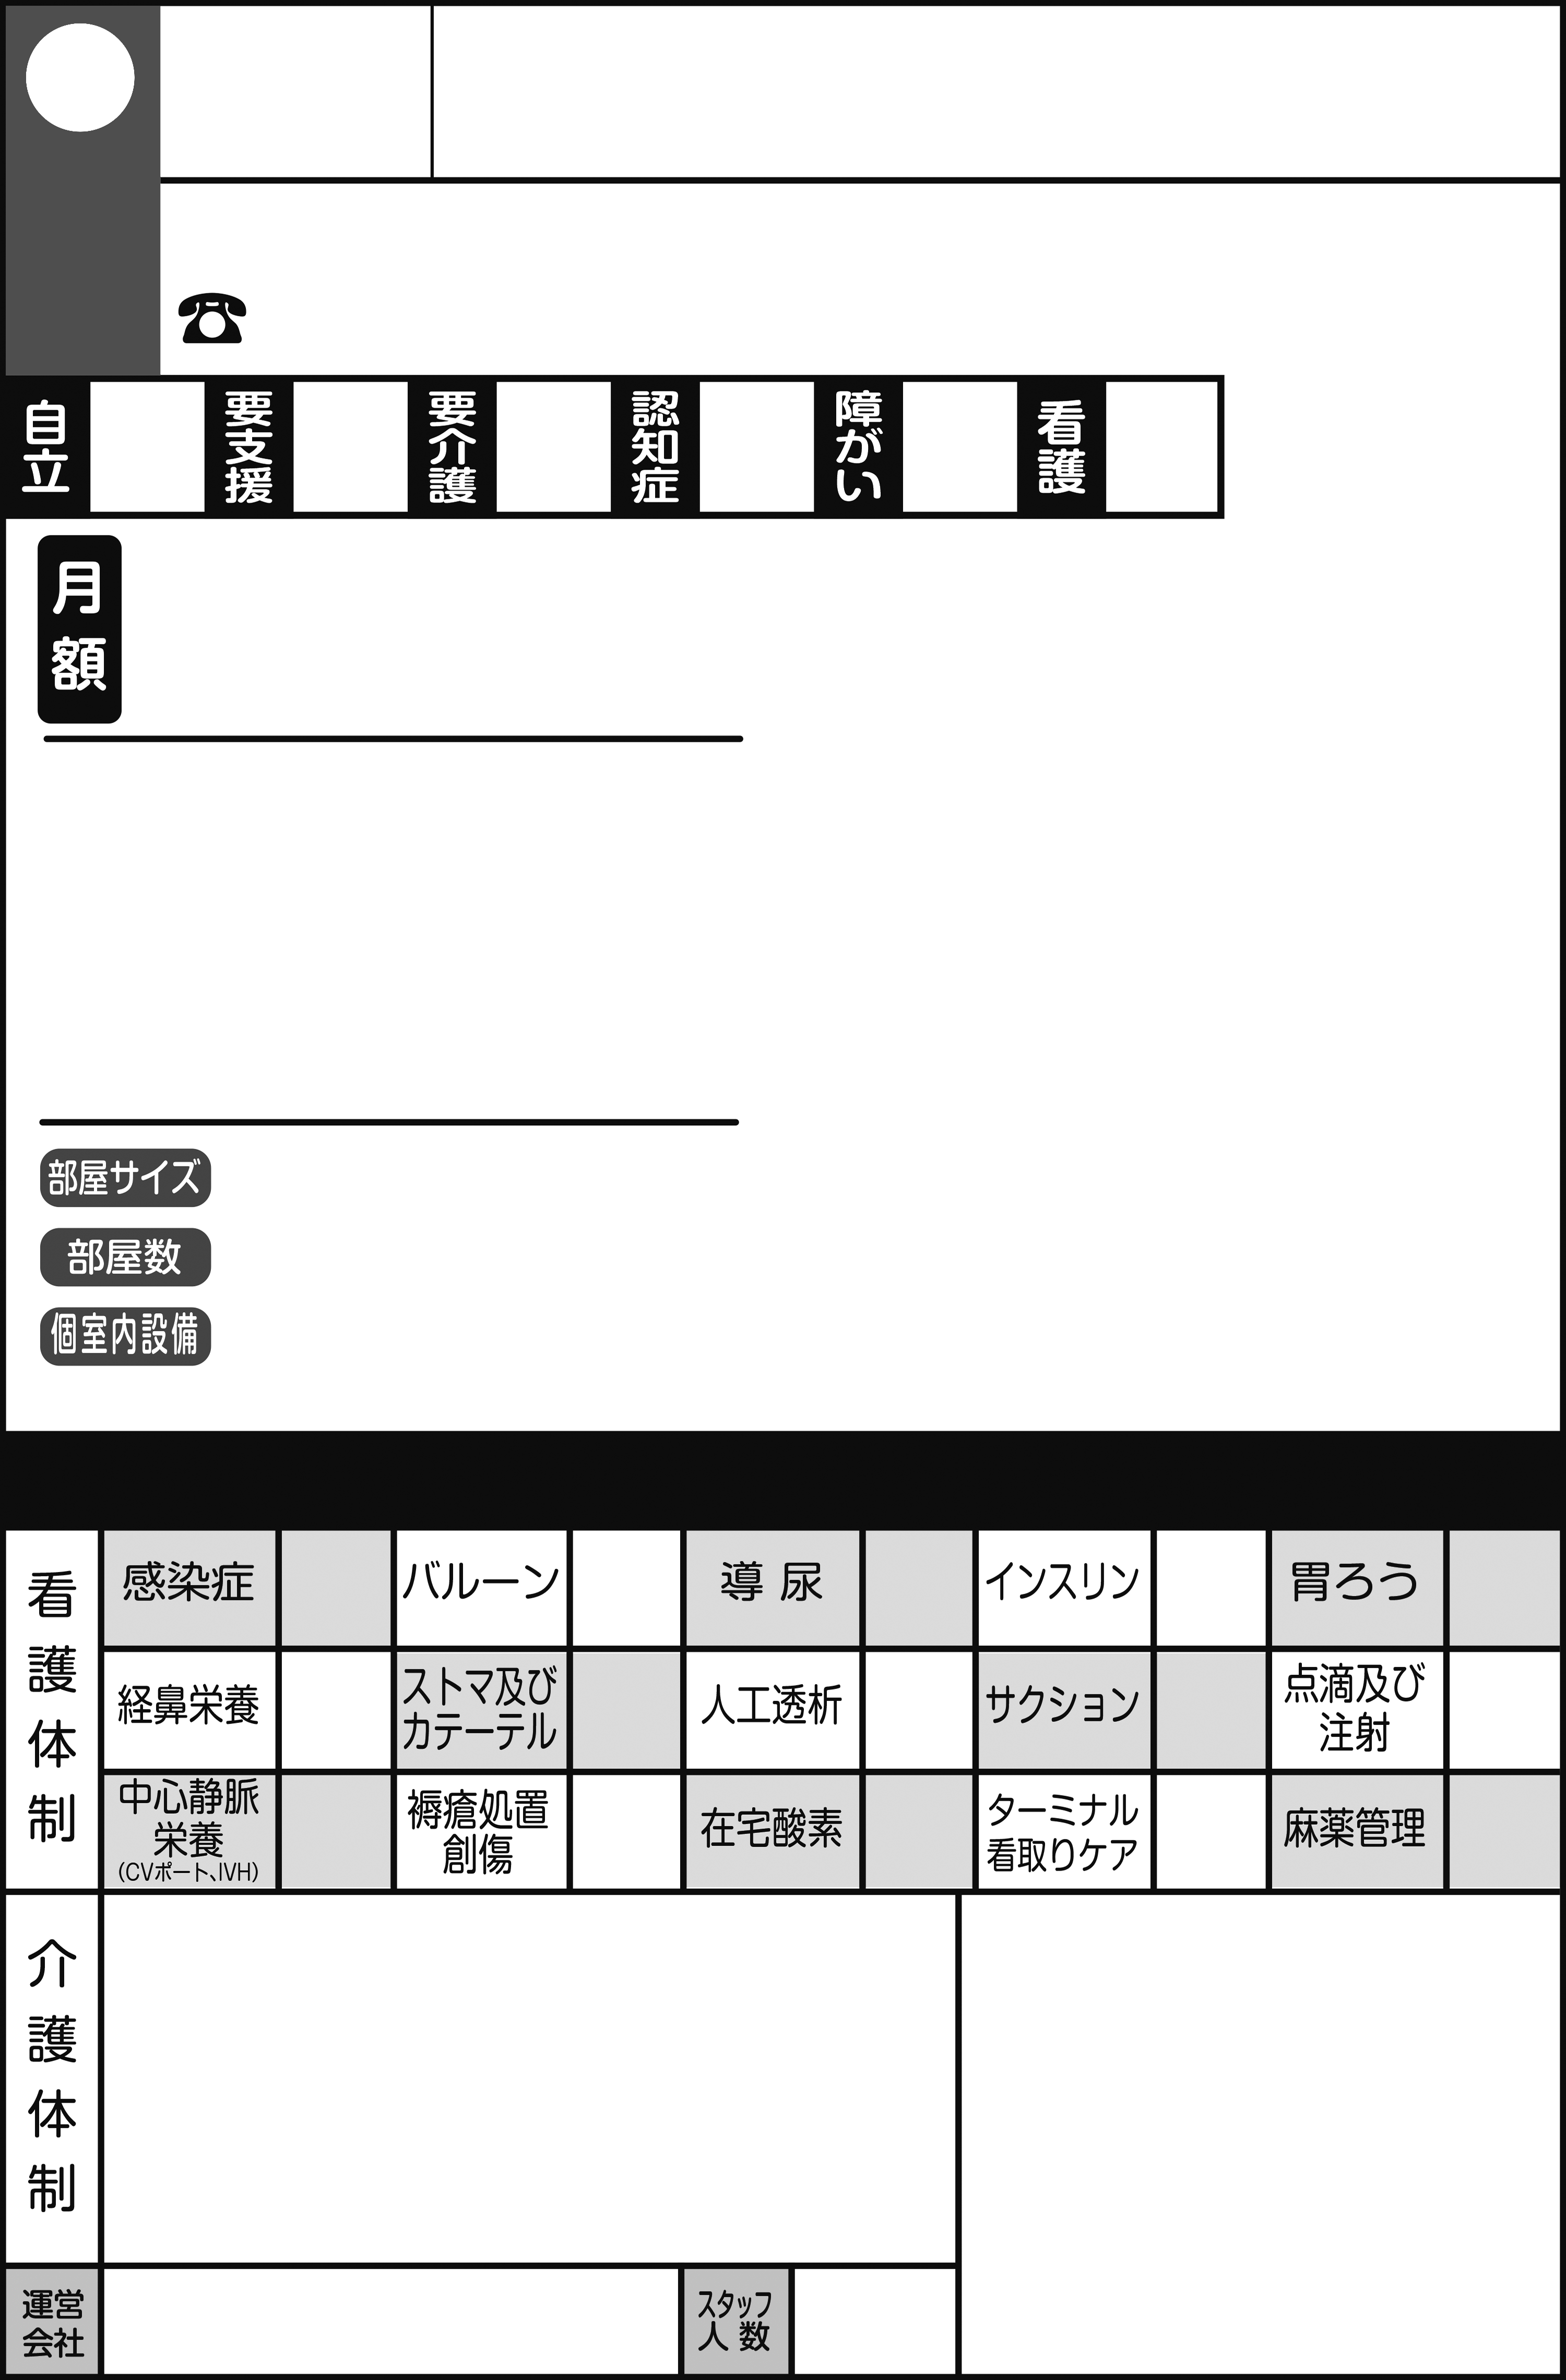 ☎
自立
要支援
要介護
認知症
障がい
看護
月額
部屋サイズ
部屋数
個室内設備
看護体制
感染症
バルーン
導尿
インスリン
胃ろう
経鼻栄養
ストマ及び
カテーテル
人工透析
サクション
点滴及び
注射
中心静脈
栄養
(CVポート、IVH)
褥瘡処置
創傷
在宅酸素
ターミナル
看取りケア
麻薬管理
介護体制
運営
会社
スタッフ
人数